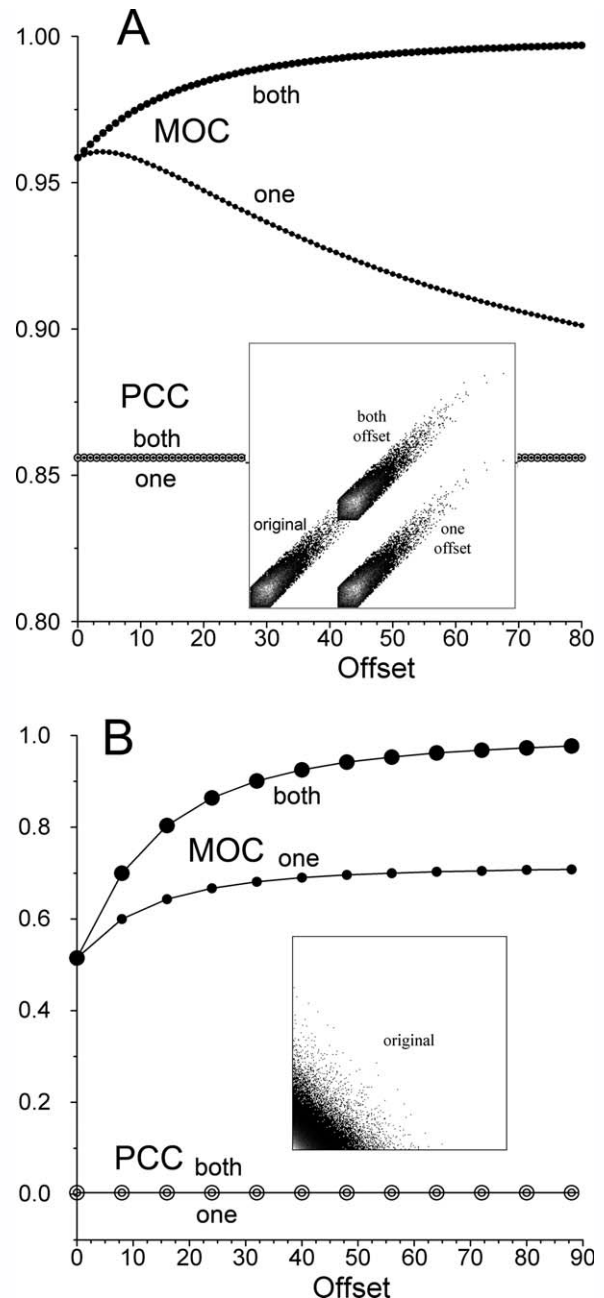 A
1.00
both
MOC
0.95
one
0.90
PCC
both
both
offset
0.85
one
original
one
offset
0.80
0 10 20 30 40 50 60 70 80
Offset
B
1.0
both
0.8
MOC one
0.6
0.4
original
0.2
PCC both
0.0
one
0 10 20 30 40 50 60 70 80 90
Offset